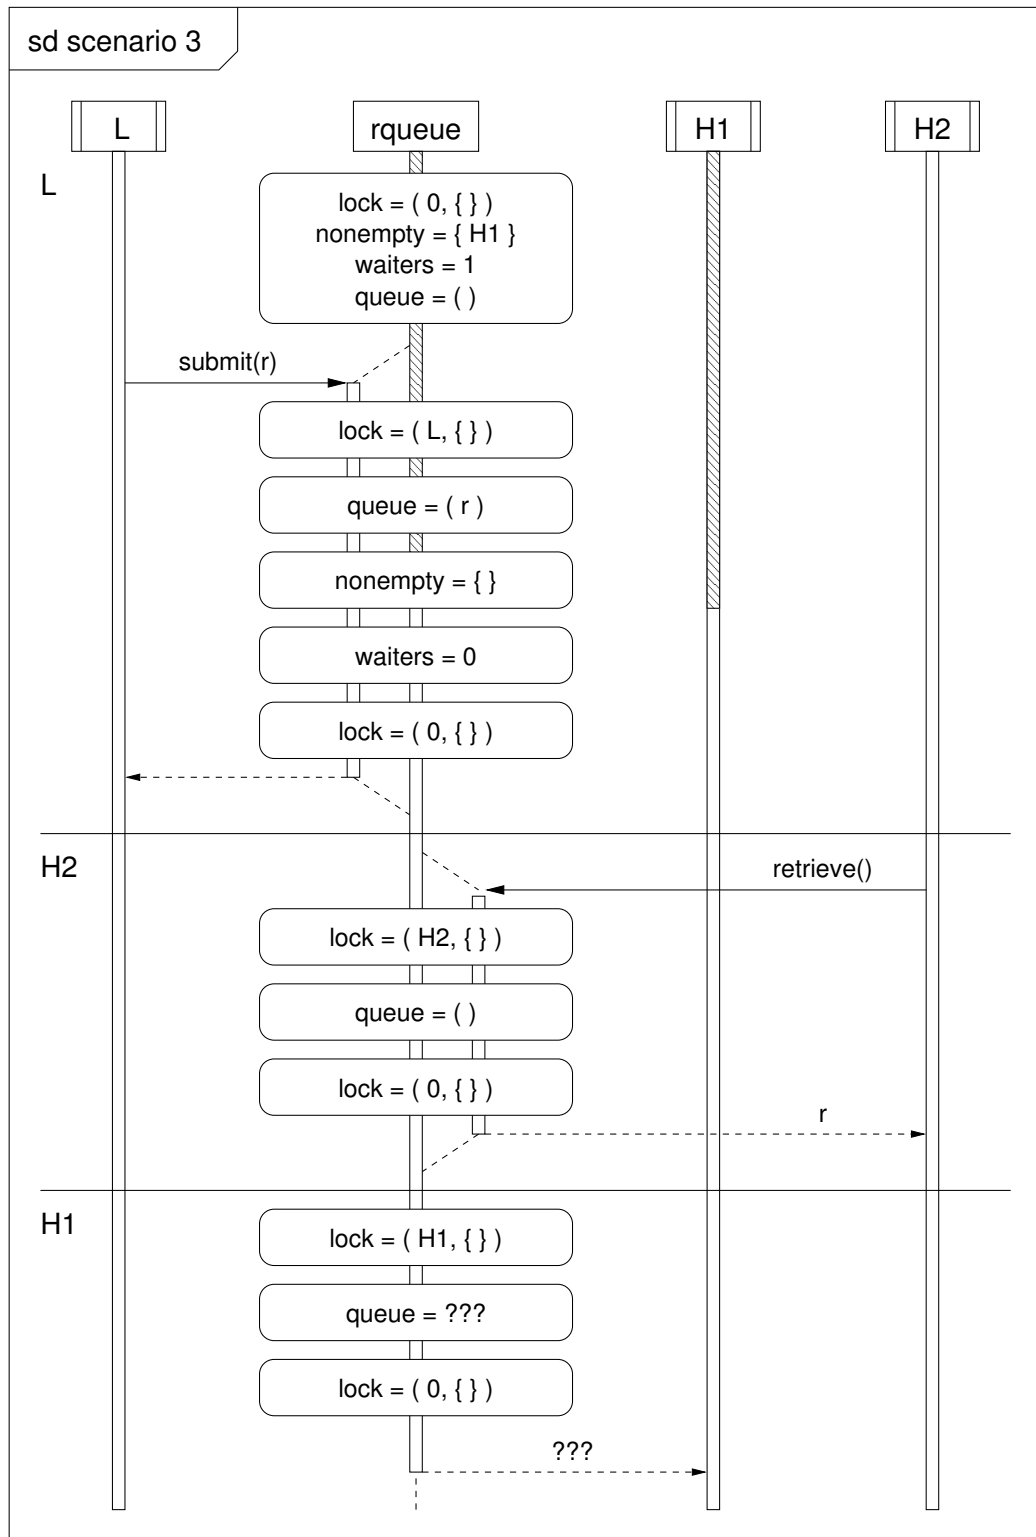 sd scenario 3
L
rqueue
H1
H2
L
lock = ( 0, { } )
nonempty = { H1 }
waiters = 1
queue = ( )
submit(r)
lock = ( L, { } )
queue = ( r )
nonempty = { }
waiters = 0
lock = ( 0, { } )
H2
retrieve()
lock = ( H2, { } )
queue = ( )
lock = ( 0, { } )
r
H1
lock = ( H1, { } )
queue = ???
lock = ( 0, { } )
???